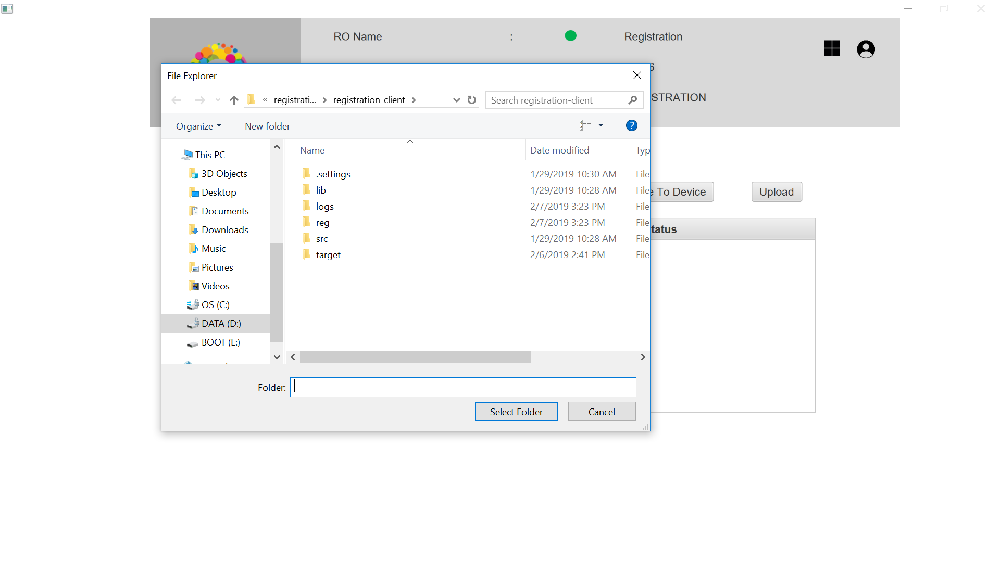 RO Name : Registration
File Explorer
« registrati... > registration-client >
Search registration-client
STRATION
Organize
New folder
?
This PC
3D Objects
Desktop
Documents
Downloads
Music
Pictures
Videos
OS (C:)
DATA (D:)
BOOT (E:)
Name Date modified Typ
.settings 1/29/2019 10:30 AM File
lib 1/29/2019 10:28 AM File
logs 2/7/2019 3:23 PM File
reg 2/7/2019 3:23 PM File
src 1/29/2019 10:28 AM File
target 2/6/2019 2:41 PM File
Folder:
Select Folder
Cancel
e To Device
Upload
tatus